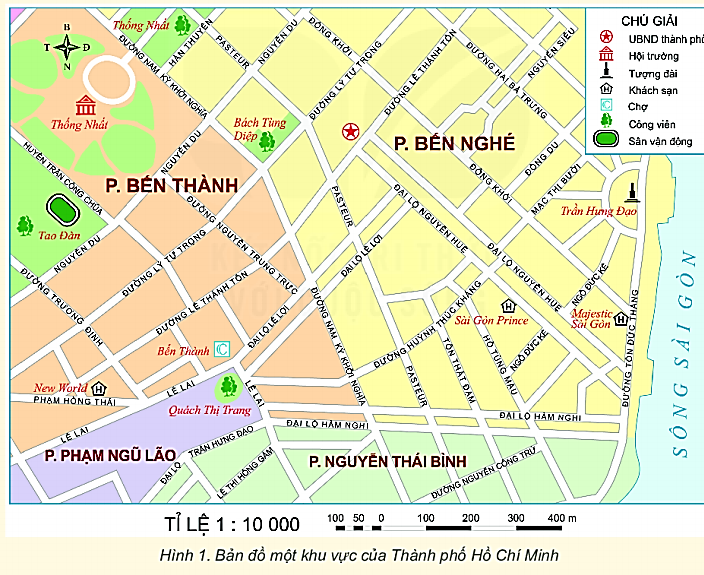 Thống Nhất
HÀN THUYÊN
PASTEUR
NGUYỄN DU
ĐỒNG KHỞI
ĐƯỜNG LÝ TỰ TRỌNG
ĐƯỜNG LÊ THÁNH TÔN
ĐƯỜNG HAI BÀ TRƯNG
NGUYỄN SIÊU
CHÚ GIẢI
UBND thành phố
Hội trường
Tượng đài
Khách sạn
Chợ
Công viên
Sân vận động
B
T
Đ
N
ĐƯỜNG NAM KỲ KHỞI NGHĨA
Thống Nhất
Bách Tùng
Diệp
NGUYỄN DU
P. BẾN NGHÉ
HUYỀN TRÂN CÔNG CHÚA
P. BẾN THÀNH
ĐỒNG KHỞI
ĐÔNG DU
MẠC THỊ BƯỞI
Trần Hưng Đạo
Tao Đàn
NGUYỄN DU
ĐƯỜNG LÝ TỰ TRỌNG
ĐƯỜNG NGUYỄN TRUNG TRỰC
PASTEUR
ĐẠI LỘ NGUYỄN HUỆ
ĐẠI LỘ LÊ LỢI
ĐẠI LỘ NGUYỄN HUỆ
NGÔ ĐỨC KẾ
ĐƯỜNG TRƯƠNG ĐỊNH
ĐƯỜNG LÊ THÁNH TÔN
ĐẠI LỘ LÊ LỢI
ĐƯỜNG NAM KỲ KHỞI NGHĨA
ĐƯỜNG HUỲNH THÚC KHÁNG
Sài Gòn Prince
Majestic
Sài Gòn
ĐƯỜNG TÔN ĐỨC THẮNG
SÔNG SÀI GÒN
Bến Thành
HỒ TÙNG MẬU
NGÔ ĐỨC KẾ
TÔN THẤT ĐẠM
PASTEUR
New World
PHẠM HỒNG THÁI
LÊ LAI
LÊ LAI
Quách Thị Trang
LÊ LAI
ĐẠI LỘ HÀM NGHI
ĐẠI LỘ HÀM NGHI
P. PHẠM NGŨ LÃO
ĐẠI LỘ TRẦN HƯNG ĐẠO
LÊ THỊ HỒNG GẤM
P. NGUYỄN THÁI BÌNH
ĐƯỜNG NGUYỄN CÔNG TRỨ
TỈ LỆ 1 : 10 000
100 50 0 100 200 300 400 m
Hình 1. Bản đồ một khu vực của Thành phố Hồ Chí Minh